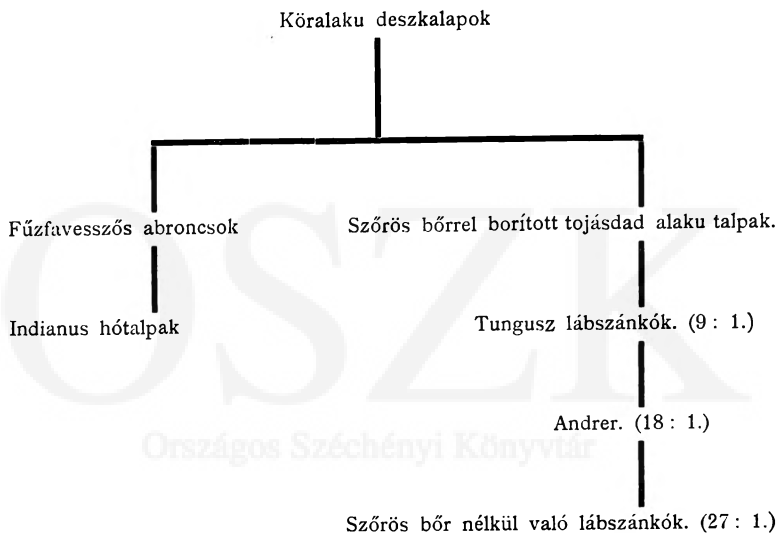 Köralaku deszkalapok
Fűzfavesszős abroncsok
Szőrös bőrrel borított tojásdad alaku talpak.
Indianus hótalpak
Tungusz lábszánkók. (9 : 1.)
Andrer. (18 : 1.)
Szőrös bőr nélkül való lábszánkók. (27 : 1.)
OSZK
Országos Széchényi Könyvtár